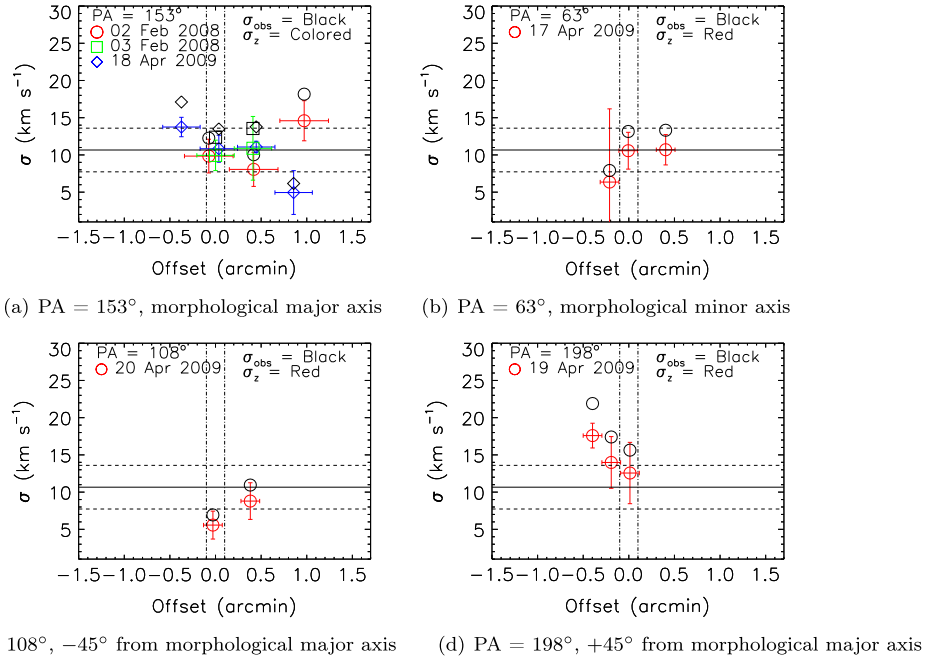 PA = 153°
02 Feb 2008
03 Feb 2008
18 Apr 2009
σobs = Black
σz = Colored
30
25
20
15
10
5
σ (km s⁻¹)
−1.5 −1.0 −0.5 0.0 0.5 1.0 1.5
Offset (arcmin)
(a) PA = 153°, morphological major axis
PA = 63°
17 Apr 2009
σobs = Black
σz = Red
30
25
20
15
10
5
σ (km s⁻¹)
−1.5 −1.0 −0.5 0.0 0.5 1.0 1.5
Offset (arcmin)
(b) PA = 63°, morphological minor axis
PA = 108°
20 Apr 2009
σobs = Black
σz = Red
30
25
20
15
10
5
σ (km s⁻¹)
−1.5 −1.0 −0.5 0.0 0.5 1.0 1.5
Offset (arcmin)
108°, −45° from morphological major axis
PA = 198°
19 Apr 2009
σobs = Black
σz = Red
30
25
20
15
10
5
σ (km s⁻¹)
−1.5 −1.0 −0.5 0.0 0.5 1.0 1.5
Offset (arcmin)
(d) PA = 198°, +45° from morphological major axis